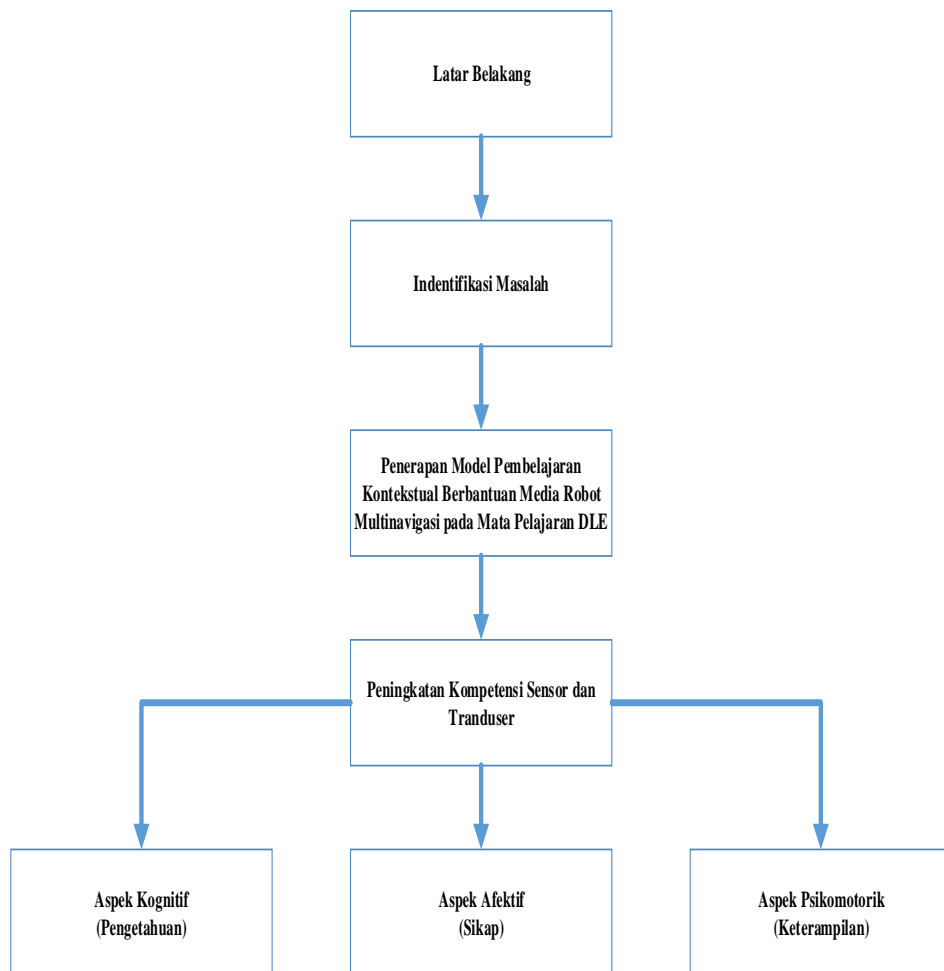 Latar Belakang
Indentifikasi Masalah
Penerapan Model Pembelajaran
Kontekstual Berbantuan Media Robot
Multinavigasi pada Mata Pelajaran DLE
Peningkatan Kompetensi Sensor dan
Tranduser
Aspek Kognitif
(Pengetahuan)
Aspek Afektif
(Sikap)
Aspek Psikomotorik
(Keterampilan)